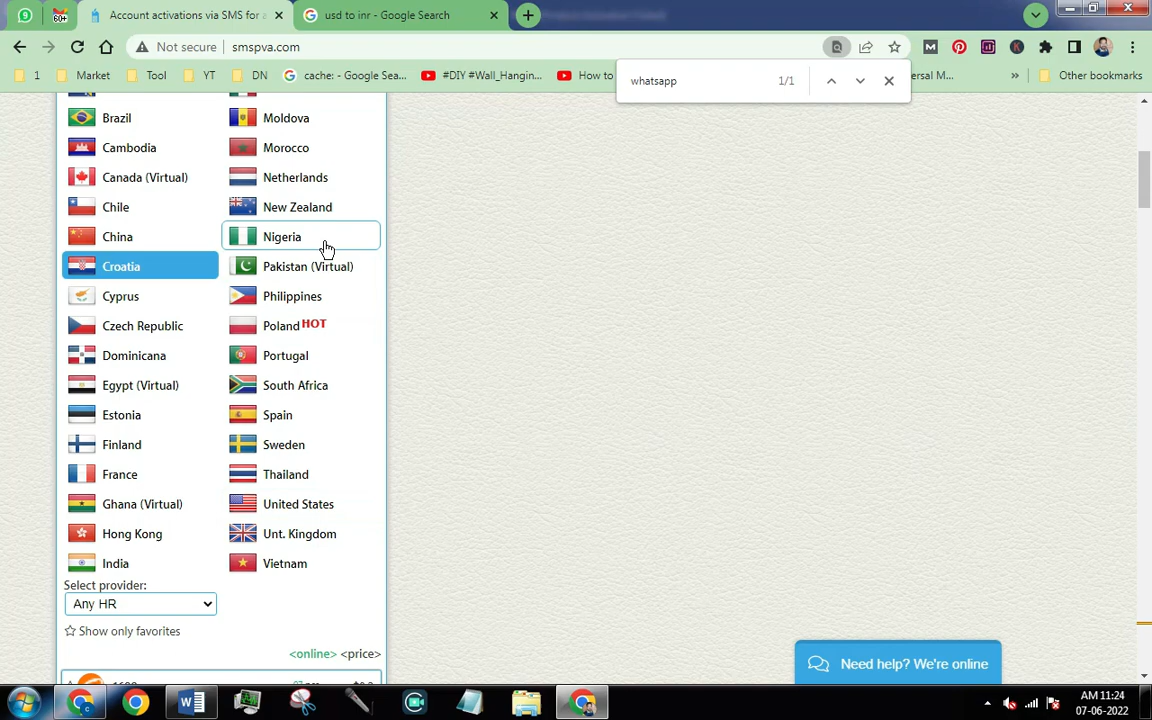 9 60+ Account activations via SMS for a usd to inr - Google Search
Not secure smspva.com
1 Market Tool YT DN cache: - Google Sea... #DIY #Wall_Hangin... How to ersal M... » Other bookmarks
whatsapp 1/1
Brazil Moldova
Cambodia Morocco
Canada (Virtual) Netherlands
Chile New Zealand
China Nigeria
Croatia Pakistan (Virtual)
Cyprus Philippines
Czech Republic Poland HOT
Dominicana Portugal
Egypt (Virtual) South Africa
Estonia Spain
Finland Sweden
France Thailand
Ghana (Virtual) United States
Hong Kong Unt. Kingdom
India Vietnam
Select provider:
Any HR
Show only favorites
<online> <price>
Need help? We're online
AM 11:24
07-06-2022